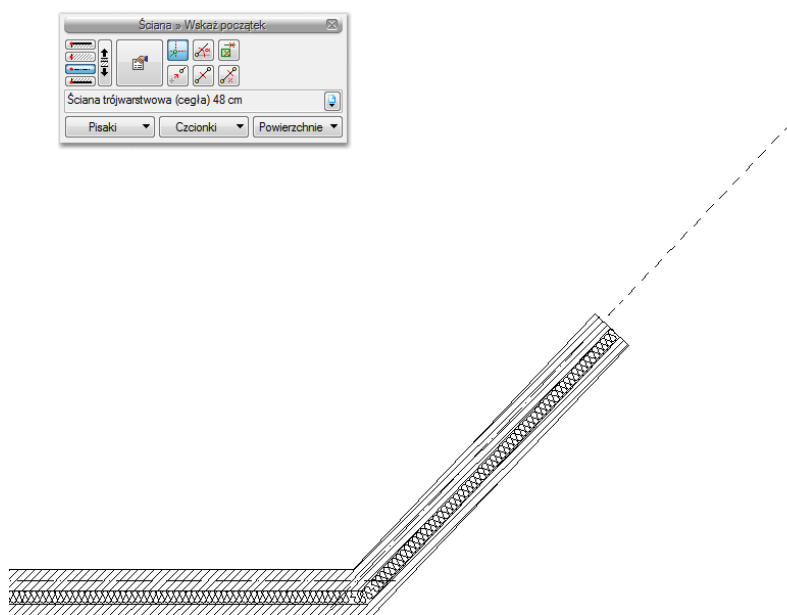 Ściana » Wskaż początek
Ściana trójwarstwowa (cegła) 48 cm
Pisaki Czcionki Powierzchnie